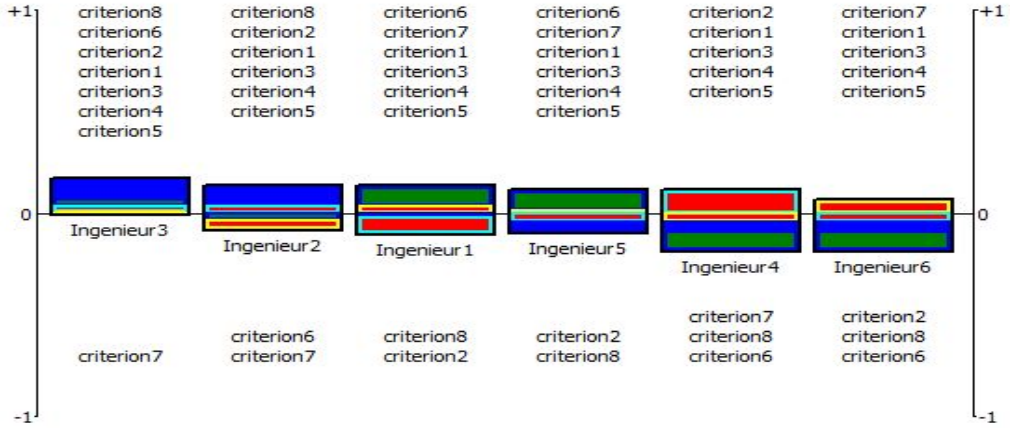 +1 criterion8 criterion8 criterion6 criterion6 criterion2 criterion7 +1
criterion6 criterion2 criterion7 criterion7 criterion1 criterion1
criterion2 criterion1 criterion1 criterion1 criterion3 criterion3
criterion1 criterion3 criterion3 criterion3 criterion4 criterion4
criterion3 criterion4 criterion4 criterion4 criterion5 criterion5
criterion4 criterion5 criterion5 criterion5
criterion5
0 0
Ingenieur3 Ingenieur2 Ingenieur1 Ingenieur5 Ingenieur4 Ingenieur6
criterion7 criterion2
criterion6 criterion8 criterion2 criterion8 criterion8
criterion7 criterion7 criterion2 criterion8 criterion6 criterion6
-1 -1